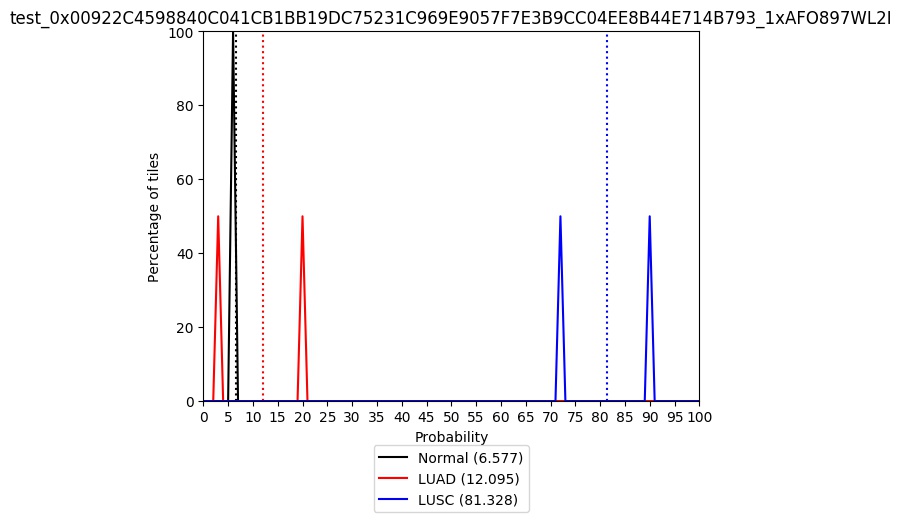 test_0x00922C4598840C041CB1BB19DC75231C969E9057F7E3B9CC04EE8B44E714B793_1xAFO897WL2I
Percentage of tiles
100
80
60
40
20
0
0 5 10 15 20 25 30 35 40 45 50 55 60 65 70 75 80 85 90 95 100
Probability
Normal (6.577)
LUAD (12.095)
LUSC (81.328)